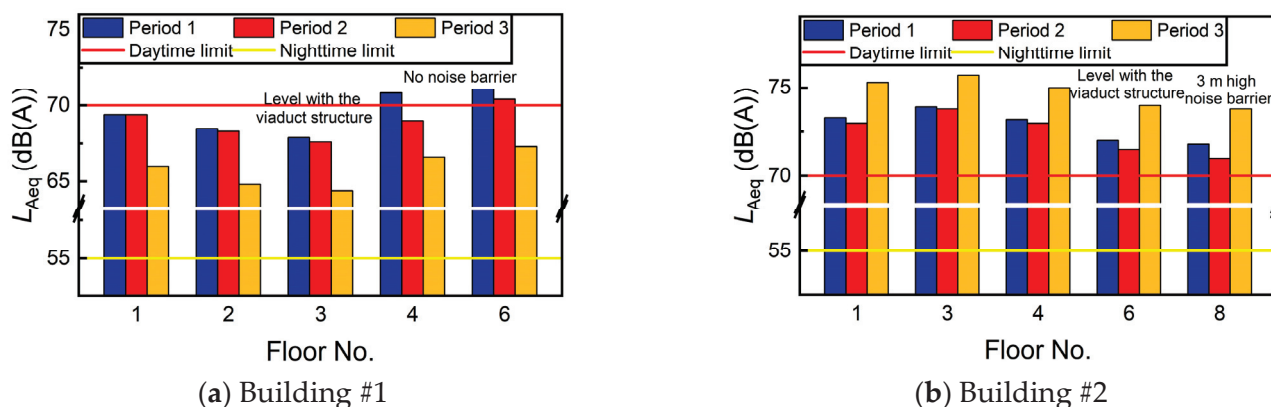 75
Period 1 Period 2 Period 3
Daytime limit Nighttime limit
No noise barrier
70
Level with the
viaduct structure
65
55
L_Aeq (dB(A))
1 2 3 4 6
Floor No.
(a) Building #1
Period 1 Period 2 Period 3
Daytime limit Nighttime limit
75
Level with the
viaduct structure
3 m high
noise barrier
70
55
L_Aeq (dB(A))
1 3 4 6 8
Floor No.
(b) Building #2